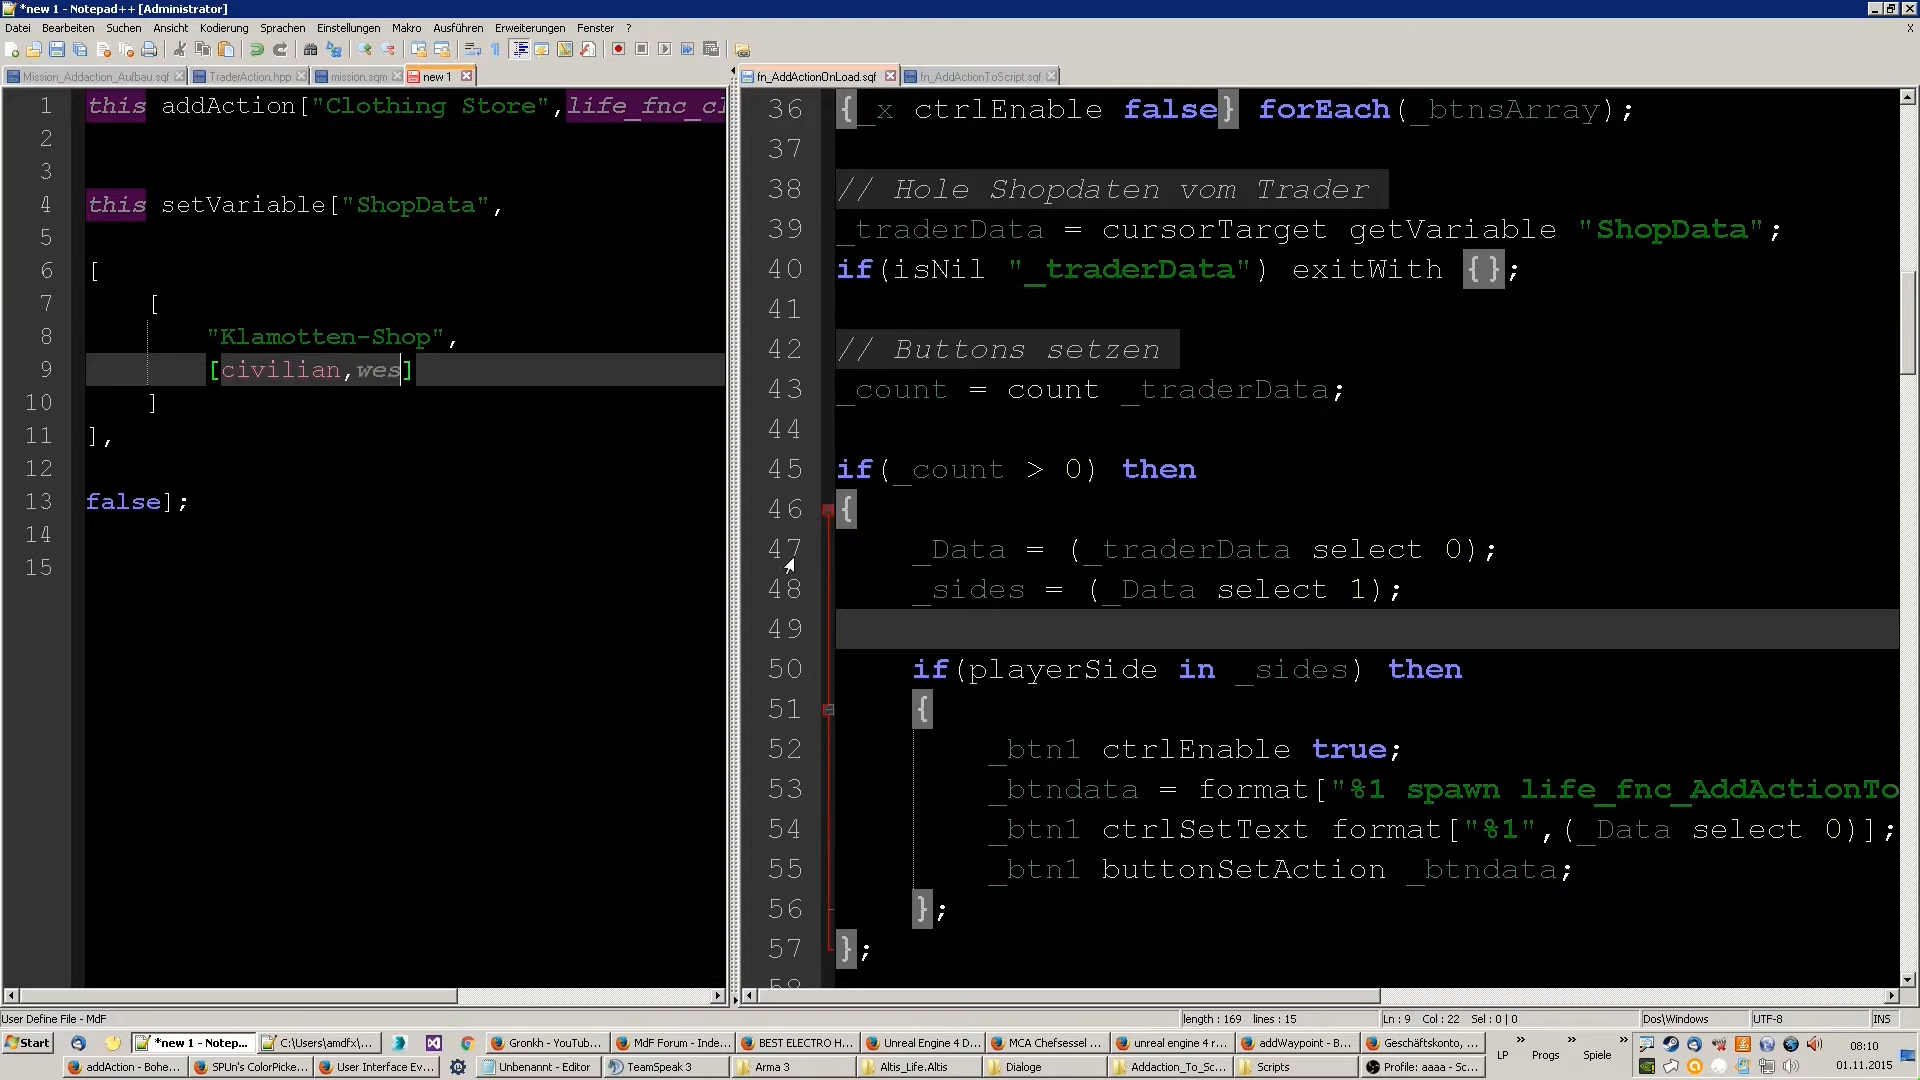 *new 1 - Notepad++ [Administrator]
Datei Bearbeiten Suchen Ansicht Kodierung Sprachen Einstellungen Makro Ausführen Erweiterungen Fenster ? X
Mission_Addaction_Aufbau.sqf TraderAction.hpp mission.sqm new 1
fn_AddActionOnLoad.sqf fn_AddActionToScript.sqf
1 this addAction["Clothing Store",life_fnc_cl
2
3
4 this setVariable["ShopData",
5
6 [
7 [
8 "Klamotten-Shop",
9 [civilian,wes]
10 ]
11 ],
12
13 false];
14
15
36 {_x ctrlEnable false} forEach(_btnsArray);
37
38 // Hole Shopdaten vom Trader
39 _traderData = cursorTarget getVariable "ShopData";
40 if(isNil "_traderData") exitWith {};
41
42 // Buttons setzen
43 _count = count _traderData;
44
45 if(_count > 0) then
46 {
47 _Data = (_traderData select 0);
48 _sides = (_Data select 1);
49
50 if(playerSide in _sides) then
51 {
52 _btn1 ctrlEnable true;
53 _btndata = format["%1 spawn life_fnc_AddActionTo
54 _btn1 ctrlSetText format["%1",(_Data select 0)];
55 _btn1 buttonSetAction _btndata;
56 };
57 };
58
User Define File - MdF length : 169 lines : 15 Ln : 9 Col : 22 Sel : 0 | 0 Dos\Windows UTF-8 INS
Start *new 1 - Notep... C:\Users\amdfx\... Gronkh - YouTub... MdF Forum - Inde... BEST ELECTRO H... Unreal Engine 4 D... MCA Chefsessel ... unreal engine 4 r... addWaypoint - B... Geschäftskonto, ... LP Progs Spiele 08:10
addAction - Bohe... SPUn's ColorPicke... User Interface Ev... Unbenannt - Editor TeamSpeak 3 Arma 3 Altis_Life.Altis Dialoge Addaction_To_Sc... Scripts Profile: aaaa - Sc... 01.11.2015